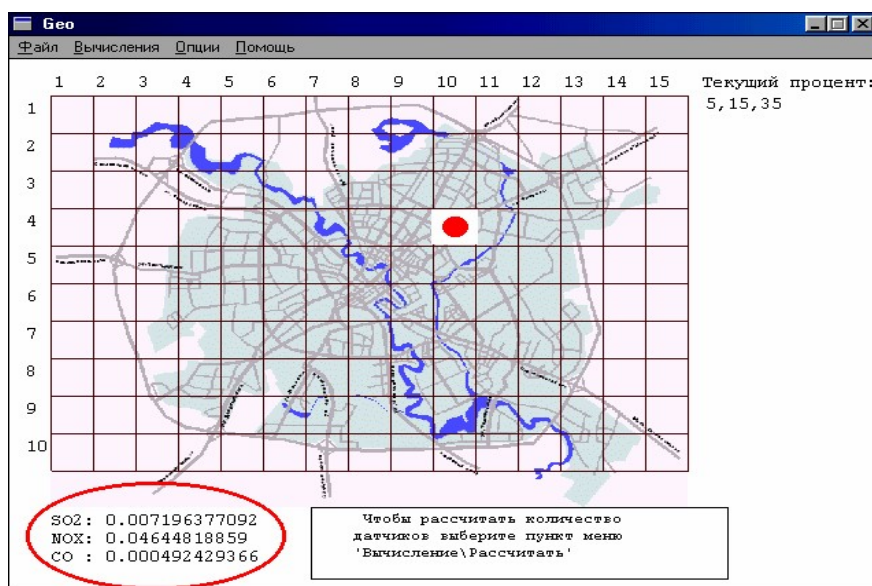 Geo
Файл Вычисления Опции Помощь
1 2 3 4 5 6 7 8 9 10 11 12 13 14 15
Текущий процент:
5,15,35
1
2
3
4
5
6
7
8
9
10
SO2: 0.007196377092
NOX: 0.04644818859
CO : 0.000492429366
Чтобы рассчитать количество
датчиков выберите пункт меню
'Вычисление\Рассчитать'